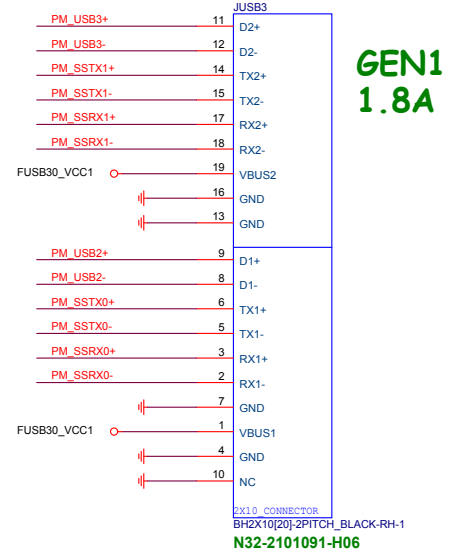 JUSB3
PM_USB3+ 11 D2+
PM_USB3- 12 D2-
PM_SSTX1+ 14 TX2+
PM_SSTX1- 15 TX2-
PM_SSRX1+ 17 RX2+
PM_SSRX1- 18 RX2-
FUSB30_VCC1 19 VBUS2
16 GND
13 GND
GEN1
1.8A
PM_USB2+ 9 D1+
PM_USB2- 8 D1-
PM_SSTX0+ 6 TX1+
PM_SSTX0- 5 TX1-
PM_SSRX0+ 3 RX1+
PM_SSRX0- 2 RX1-
7 GND
FUSB30_VCC1 1 VBUS1
4 GND
10 NC
2X10_CONNECTOR
BH2X10[20]-2PITCH_BLACK-RH-1
N32-2101091-H06